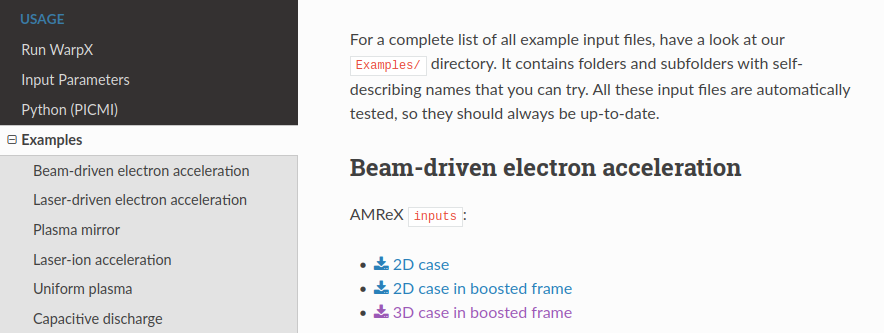 USAGE
Run WarpX
Input Parameters
Python (PICMI)
Examples
Beam-driven electron acceleration
Laser-driven electron acceleration
Plasma mirror
Laser-ion acceleration
Uniform plasma
Capacitive discharge
For a complete list of all example input files, have a look at our
Examples/ directory. It contains folders and subfolders with self-
describing names that you can try. All these input files are automatically
tested, so they should always be up-to-date.
Beam-driven electron acceleration
AMReX inputs:
• 2D case
• 2D case in boosted frame
• 3D case in boosted frame